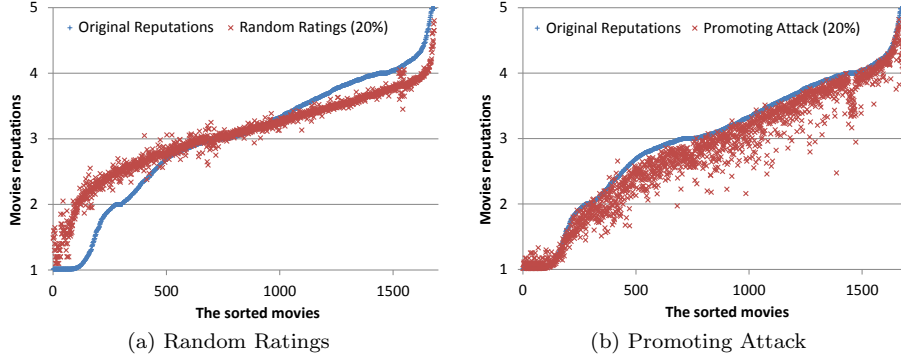 5
4
3
2
1
Movies reputations
Original Reputations
Random Ratings (20%)
0
500
1000
1500
The sorted movies
(a) Random Ratings
5
4
3
2
1
Movies reputations
Original Reputations
Promoting Attack (20%)
0
500
1000
1500
The sorted movies
(b) Promoting Attack